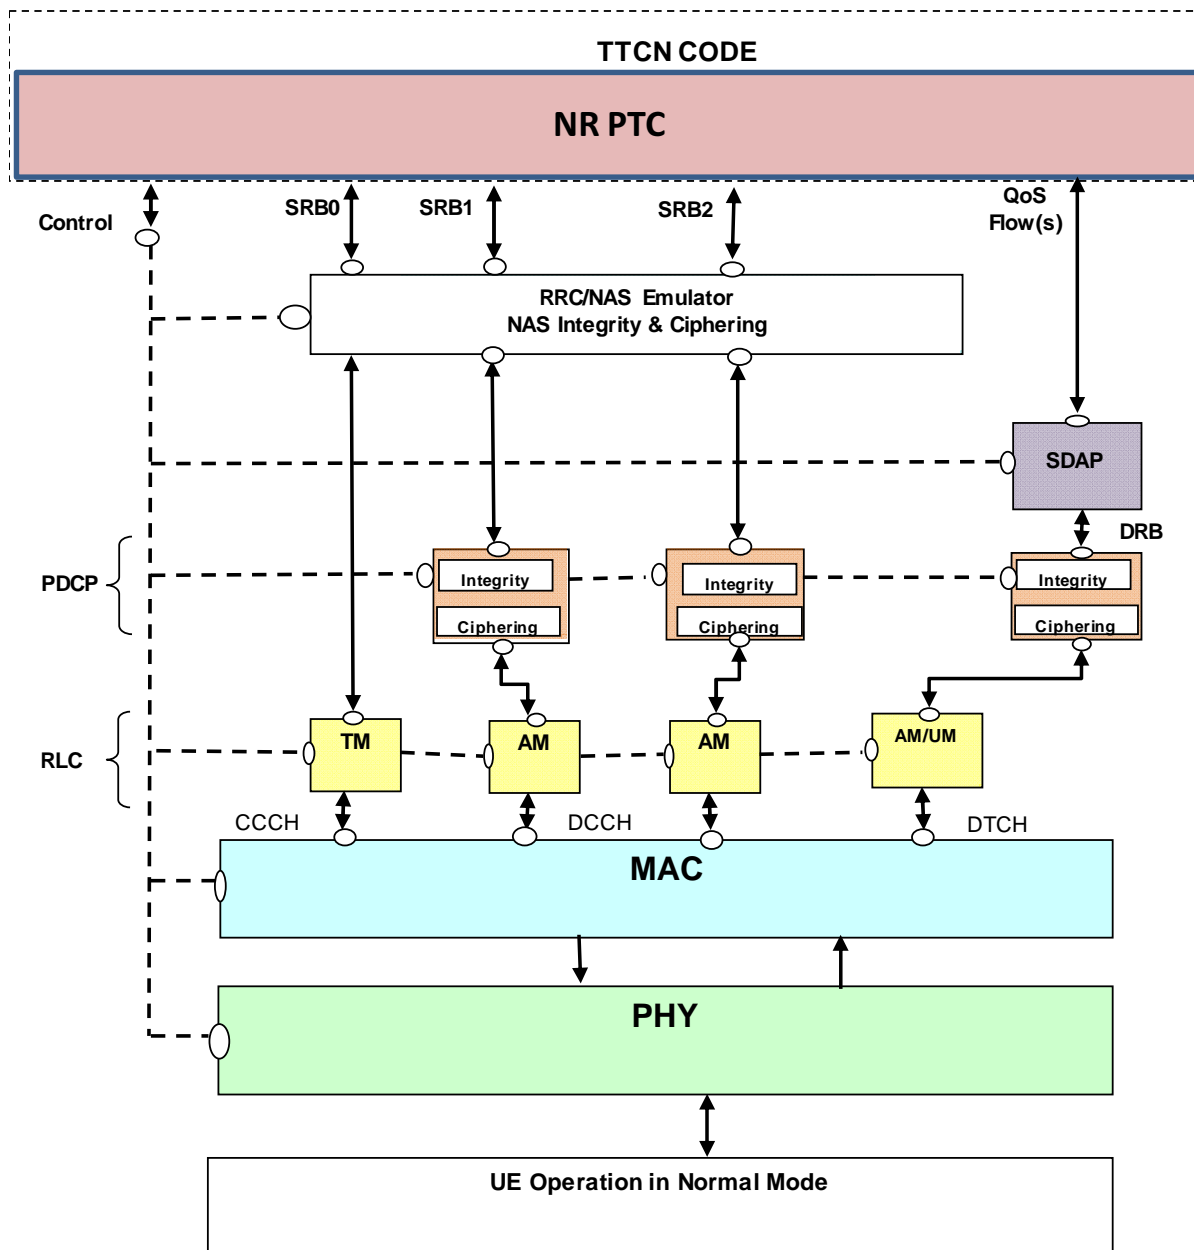 TTCN CODE
NR PTC
Control
SRB0
SRB1
SRB2
QoS
Flow(s)
RRC/NAS Emulator
NAS Integrity & Ciphering
SDAP
DRB
PDCP
Integrity
Ciphering
Integrity
Ciphering
Integrity
Ciphering
RLC
TM
AM
AM
AM/UM
CCCH
DCCH
DTCH
MAC
PHY
UE Operation in Normal Mode